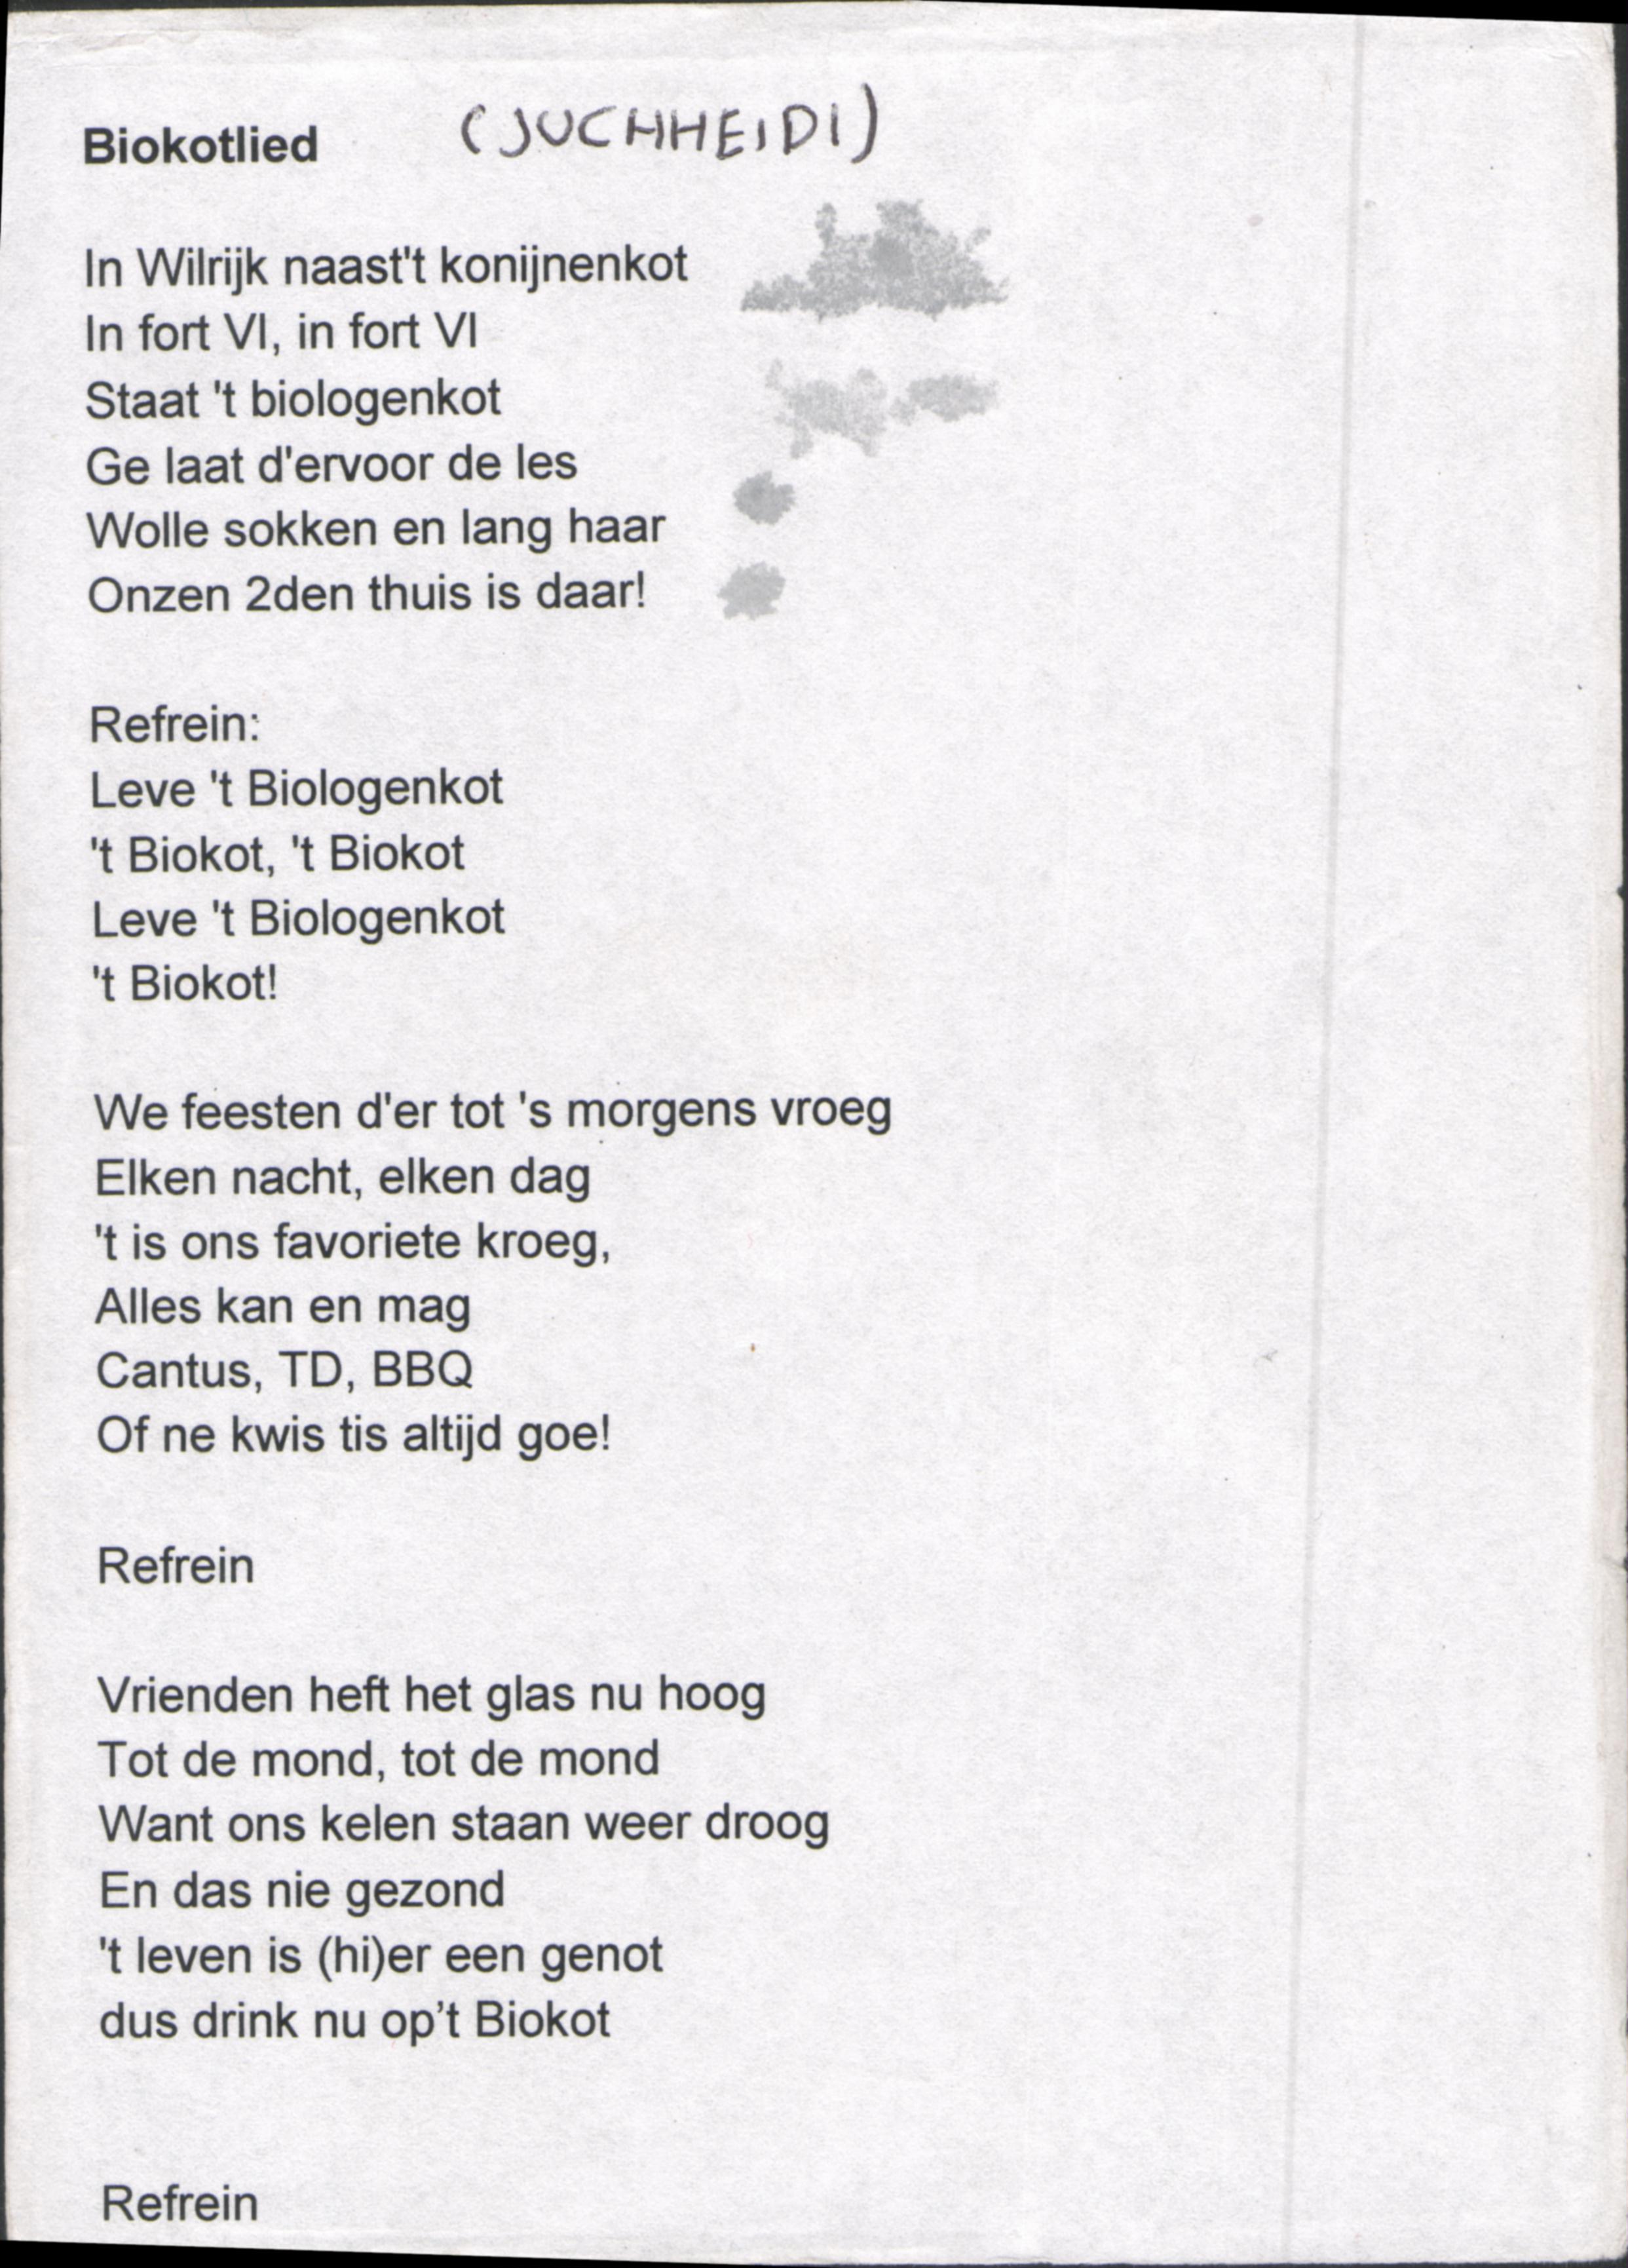 Biokotlied (JUCHHEIDI)
In Wilrijk naast't konijnenkot
In fort VI, in fort VI
Staat 't biologenkot
Ge laat d'ervoor de les
Wolle sokken en lang haar
Onzen 2den thuis is daar!
Refrein:
Leve 't Biologenkot
't Biokot, 't Biokot
Leve 't Biologenkot
't Biokot!
We feesten d'er tot 's morgens vroeg
Elken nacht, elken dag
't is ons favoriete kroeg,
Alles kan en mag
Cantus, TD, BBQ
Of ne kwis tis altijd goe!
Refrein
Vrienden heft het glas nu hoog
Tot de mond, tot de mond
Want ons kelen staan weer droog
En das nie gezond
't leven is (hi)er een genot
dus drink nu op’t Biokot
Refrein